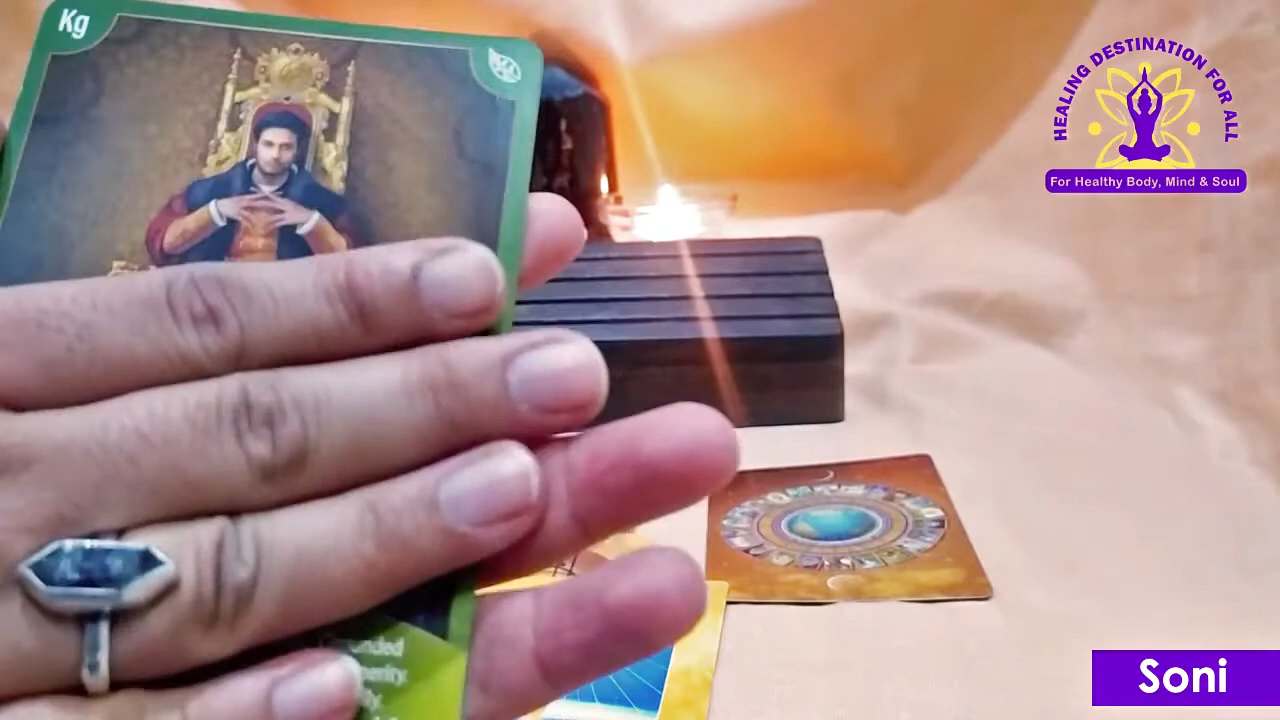 Kg
HEALING DESTINATION FOR ALL
For Healthy Body, Mind & Soul
Soni